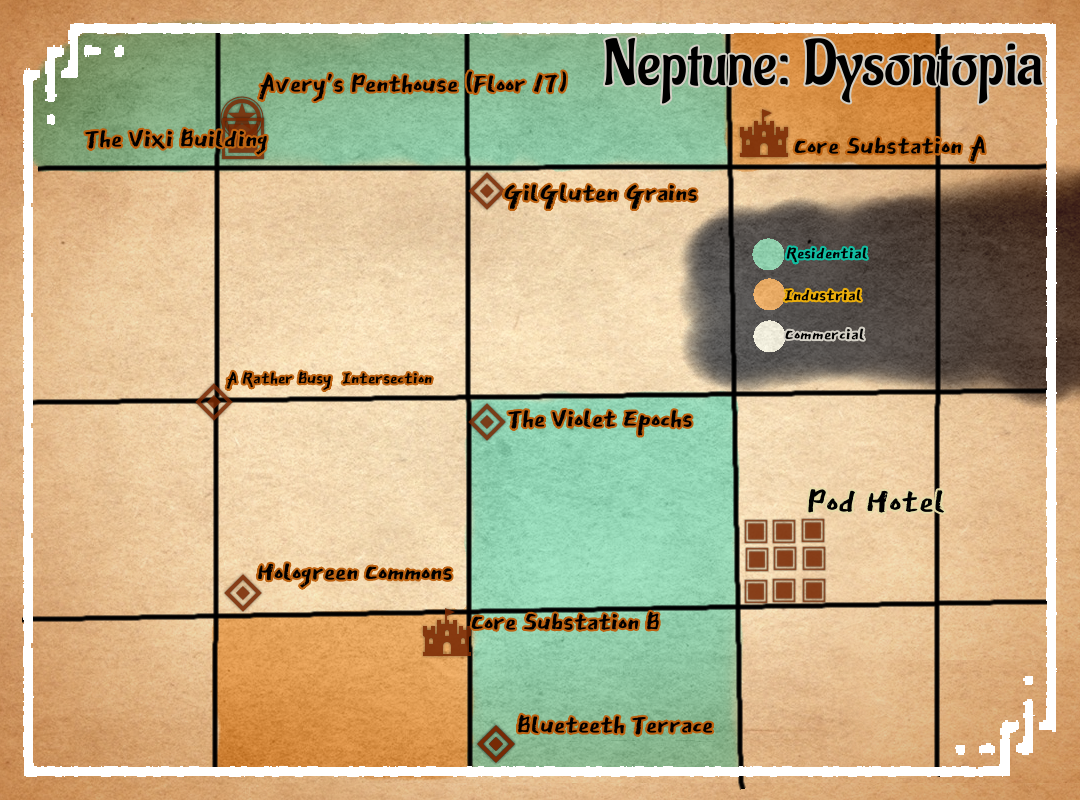 Neptune: Dysontopia
Avery's Penthouse (Floor 17)
The Vixi Building
Core Substation A
GilGluten Grains
Residential
Industrial
Commercial
A Rather Busy Intersection
The Violet Epochs
Pod Hotel
Hologreen Commons
Core Substation B
Blueteeth Terrace